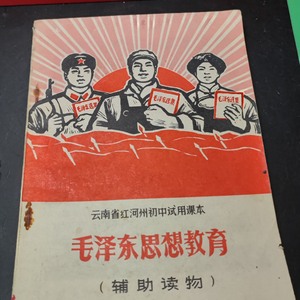 云南省红河州初中试用课本
毛泽东思想教育
（辅助读物）